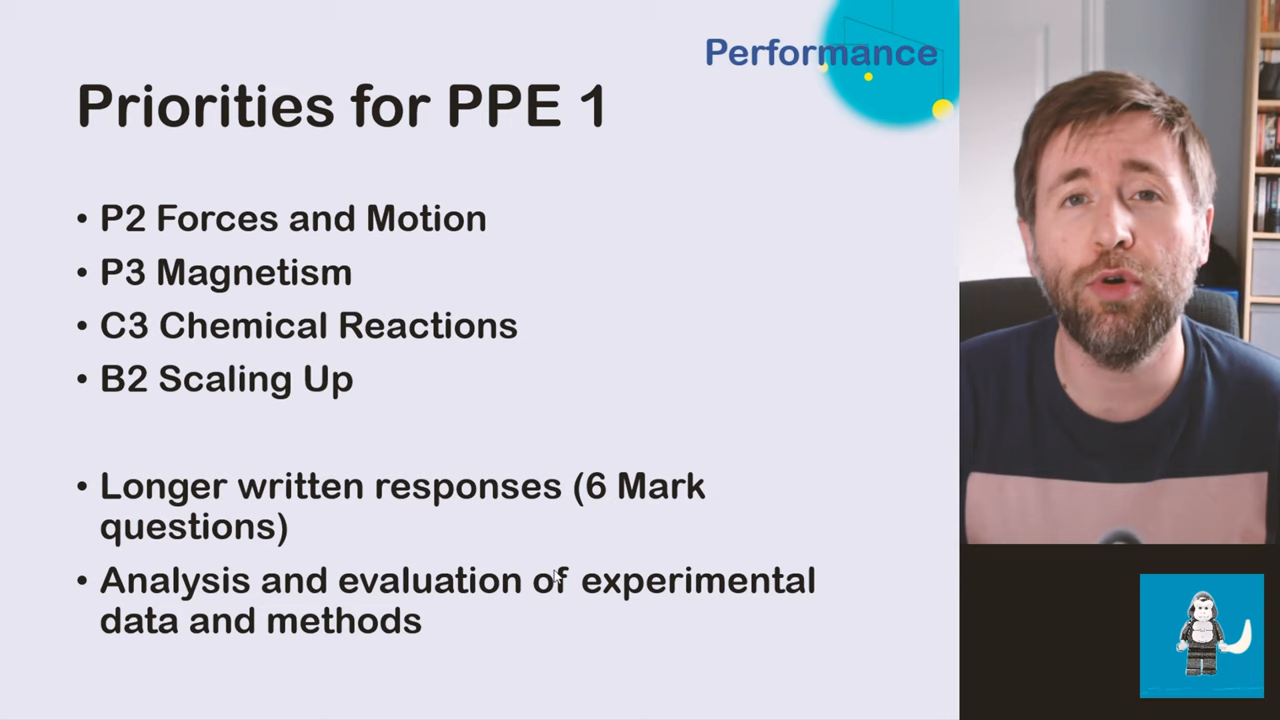 Performance
Priorities for PPE 1
• P2 Forces and Motion
• P3 Magnetism
• C3 Chemical Reactions
• B2 Scaling Up
• Longer written responses (6 Mark
questions)
• Analysis and evaluation of experimental
data and methods